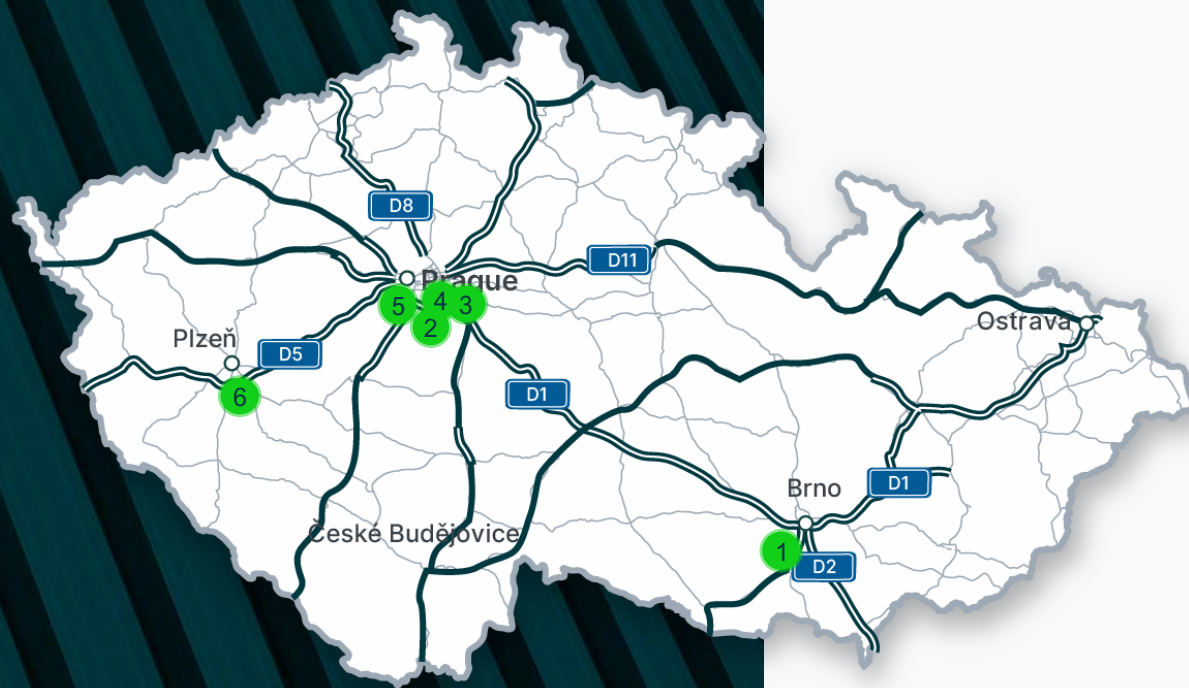 D8
D11
Prague
5
4
3
2
Ostrava
Plzeň
D5
6
D1
Brno
D1
České Budějovice
1
D2